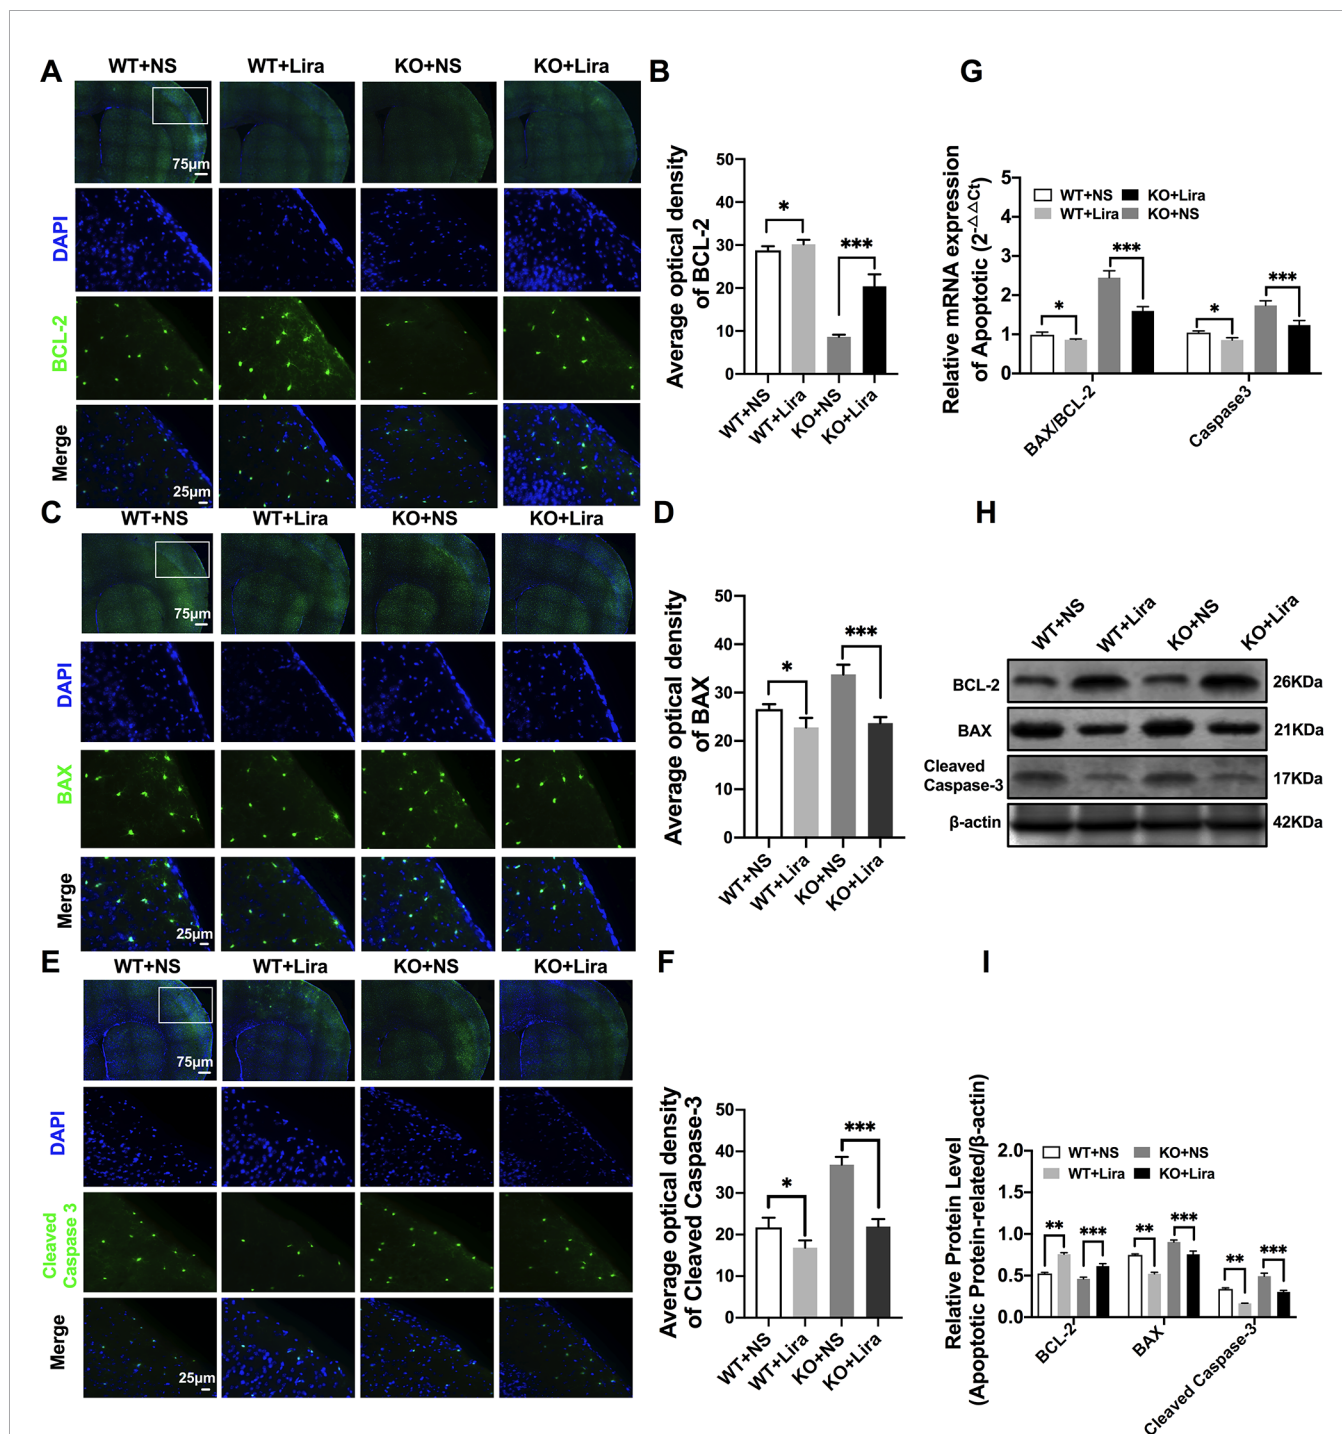 A
WT+NS
WT+Lira
KO+NS
KO+Lira
75μm
DAPI
BCL-2
Merge
25μm
B
Average optical density
of BCL-2
50
40
30
20
10
0
*
***
WT+NS
WT+Lira
KO+NS
KO+Lira
G
Relative mRNA expression
of Apoptotic (2-△△Ct)
5
4
3
2
1
0
WT+NS
KO+Lira
WT+Lira
KO+NS
*
***
*
***
BAX/BCL-2
Caspase3
C
WT+NS
WT+Lira
KO+NS
KO+Lira
75μm
DAPI
BAX
Merge
25μm
D
Average optical density
of BAX
50
40
30
20
10
0
*
***
WT+NS
WT+Lira
KO+NS
KO+Lira
H
WT+NS
WT+Lira
KO+NS
KO+Lira
BCL-2
26KDa
BAX
21KDa
Cleaved
Caspase-3
17KDa
β-actin
42KDa
E
WT+NS
WT+Lira
KO+NS
KO+Lira
75μm
DAPI
Cleaved
Caspase 3
Merge
25μm
F
Average optical density
of Cleaved Caspase-3
50
40
30
20
10
0
*
***
WT+NS
WT+Lira
KO+NS
KO+Lira
I
Relative Protein Level
(Apoptotic Protein-related/β-actin)
2.0
1.5
1.0
0.5
0.0
WT+NS
KO+NS
WT+Lira
KO+Lira
**
***
**
***
**
***
BCL-2
BAX
Cleaved Caspase-3